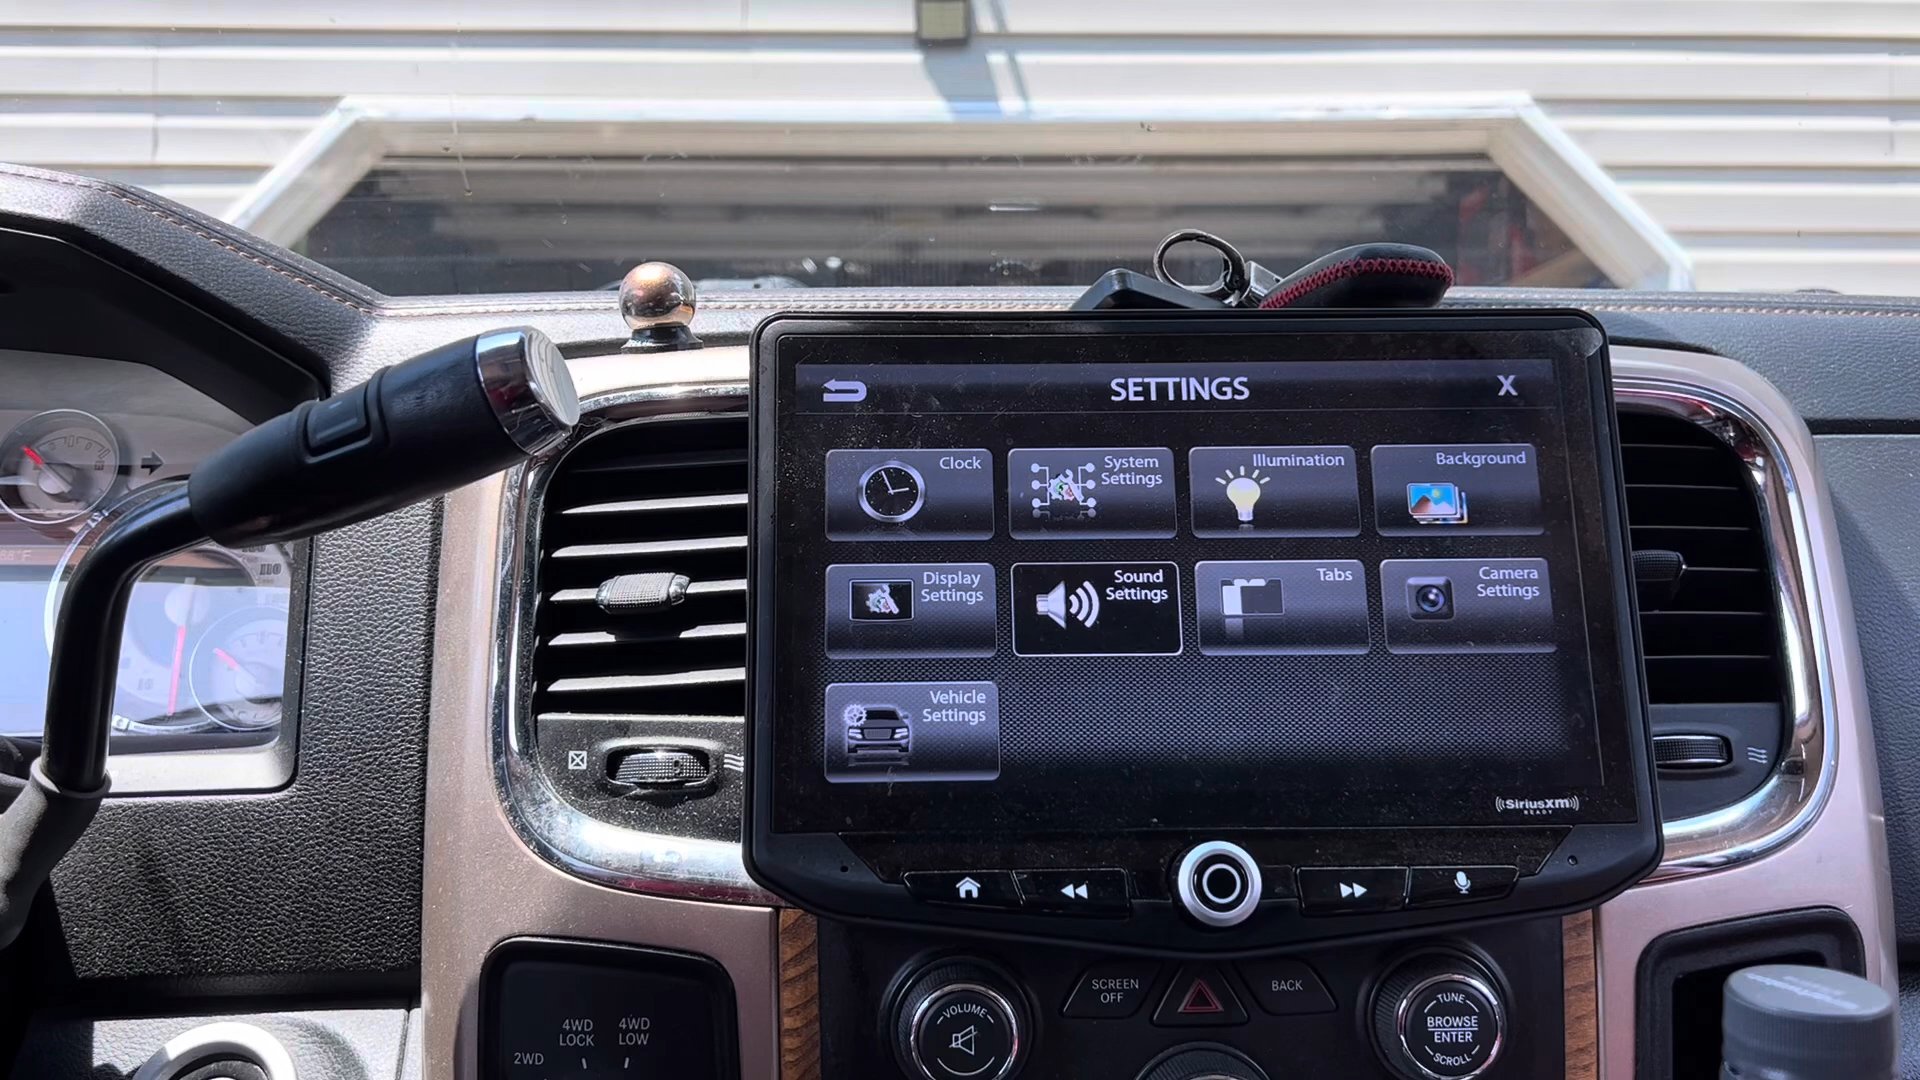 SETTINGS
X
Clock
System
Settings
Illumination
Background
Display
Settings
Sound
Settings
Tabs
Camera
Settings
Vehicle
Settings
((SiriusXM))
READY
110
SCREEN
OFF
BACK
VOLUME
TUNE
BROWSE
ENTER
SCROLL
4WD
LOCK
4WD
LOW
2WD